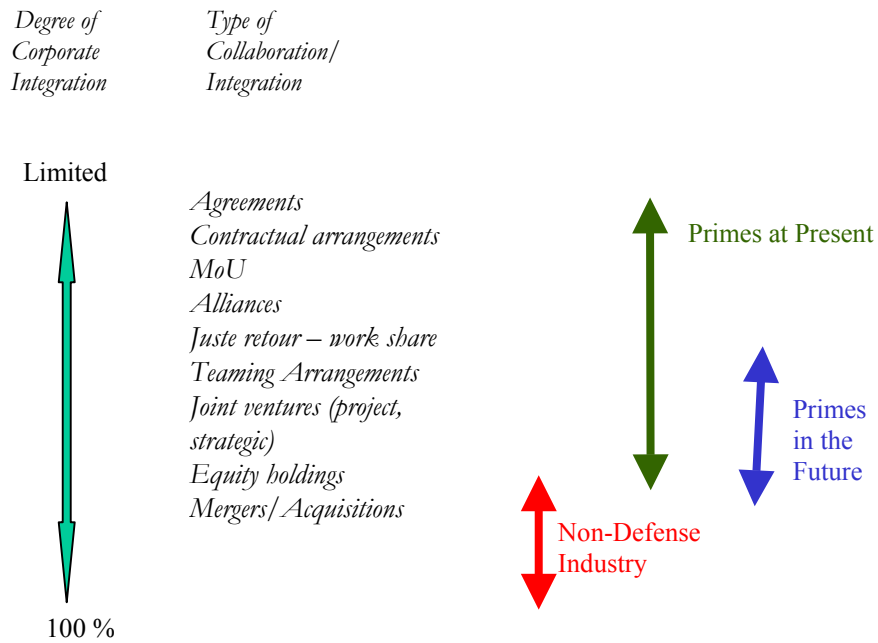 Degree of
Corporate
Integration
Type of
Collaboration/
Integration
Limited
Agreements
Contractual arrangements
MoU
Alliances
Juste retour – work share
Teaming Arrangements
Joint ventures (project,
strategic)
Equity holdings
Mergers/Acquisitions
100 %
Primes at Present
Primes
in the
Future
Non-Defense
Industry